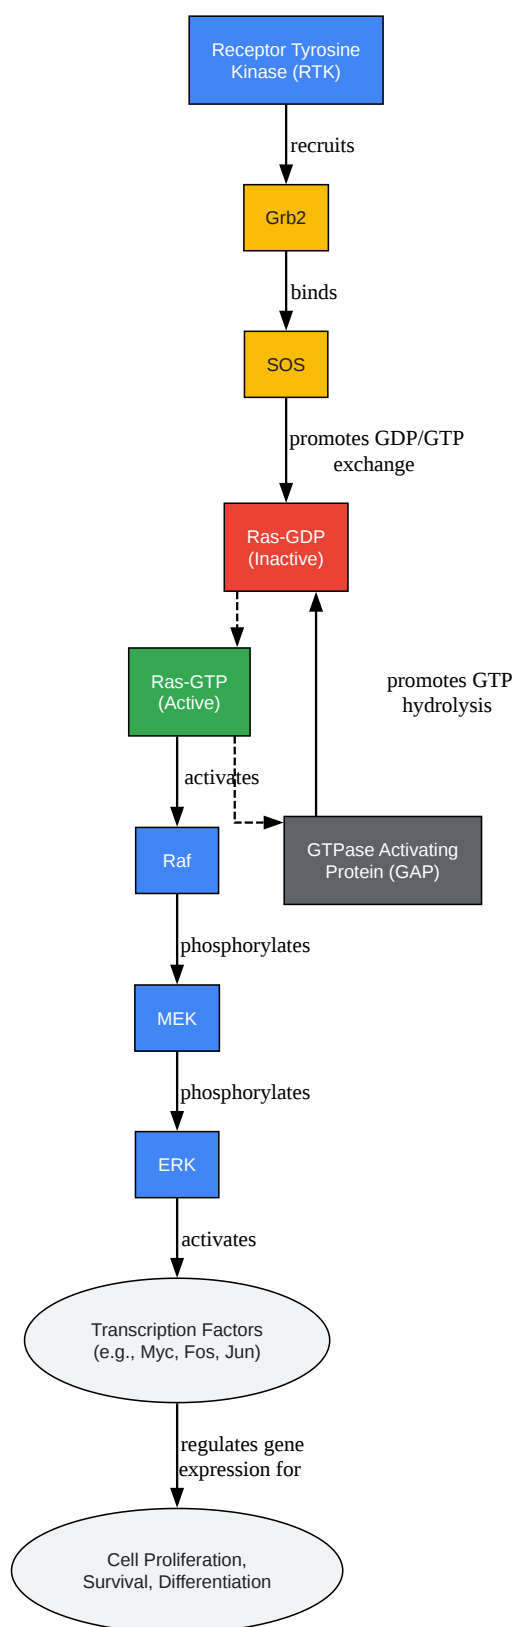 Receptor Tyrosine
Kinase (RTK)
recruits
Grb2
binds
SOS
promotes GDP/GTP
exchange
Ras-GDP
(Inactive)
Ras-GTP
(Active)
promotes GTP
hydrolysis
activates
Raf
GTPase Activating
Protein (GAP)
phosphorylates
MEK
phosphorylates
ERK
activates
Transcription Factors
(e.g., Myc, Fos, Jun)
regulates gene
expression for
Cell Proliferation,
Survival, Differentiation